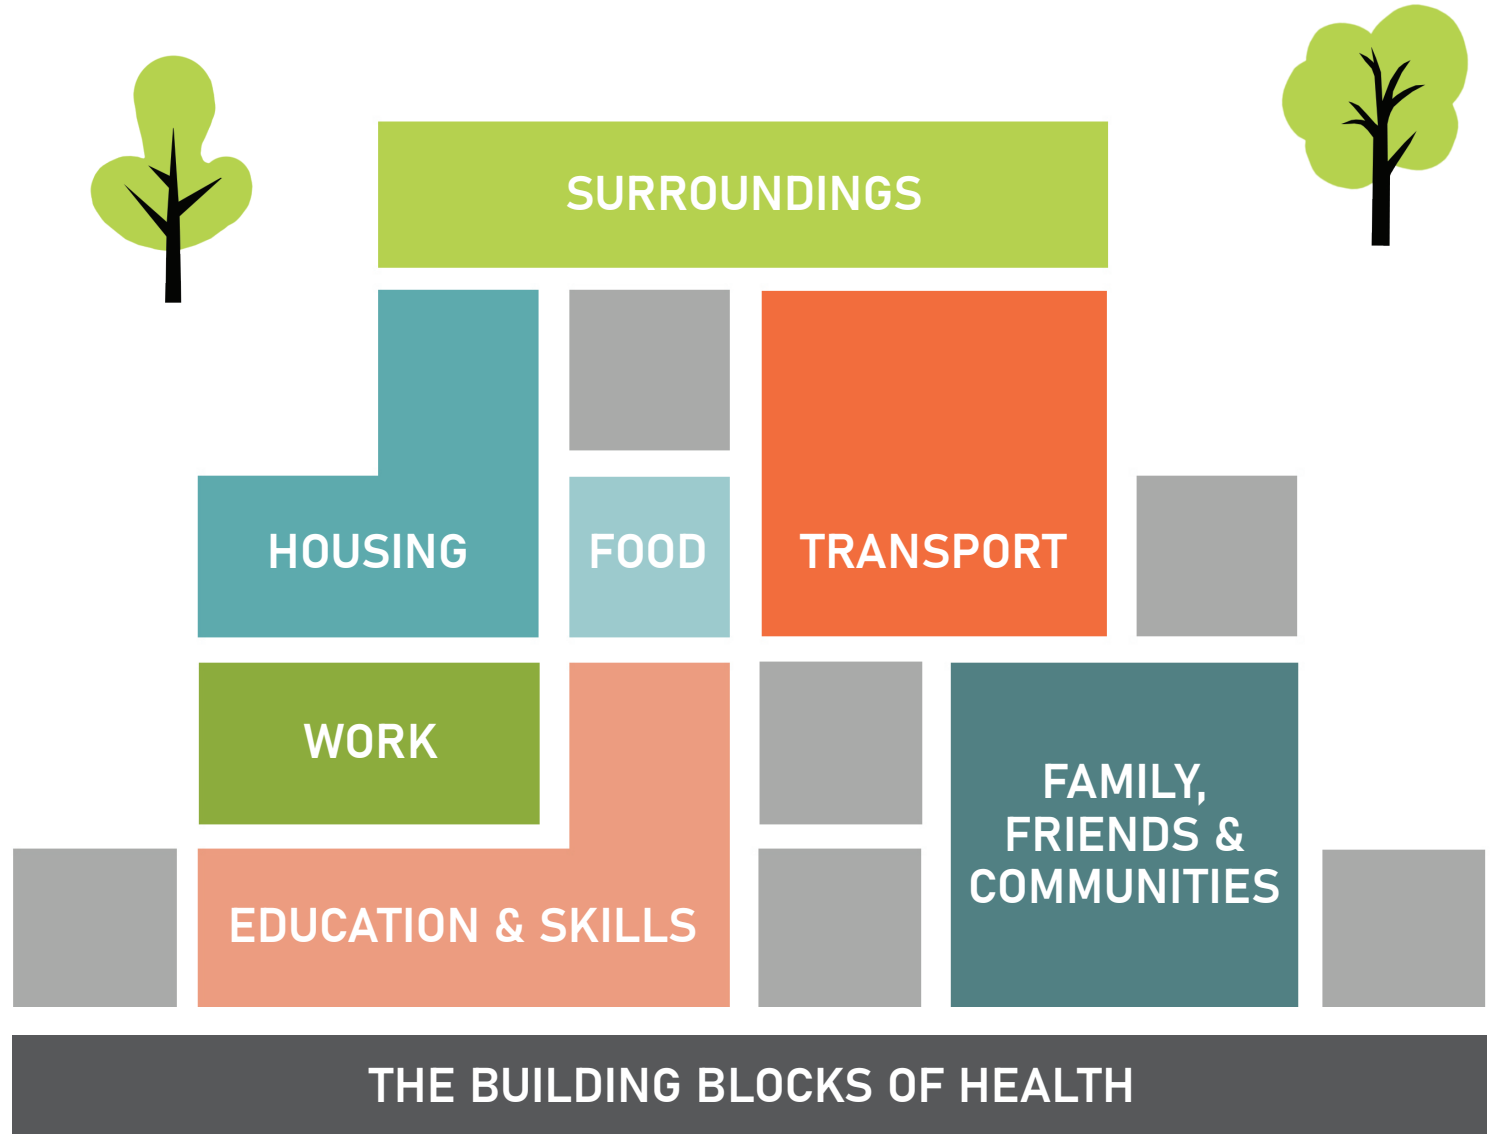 SURROUNDINGS
HOUSING
FOOD
TRANSPORT
WORK
FAMILY,
FRIENDS &
COMMUNITIES
EDUCATION & SKILLS
THE BUILDING BLOCKS OF HEALTH